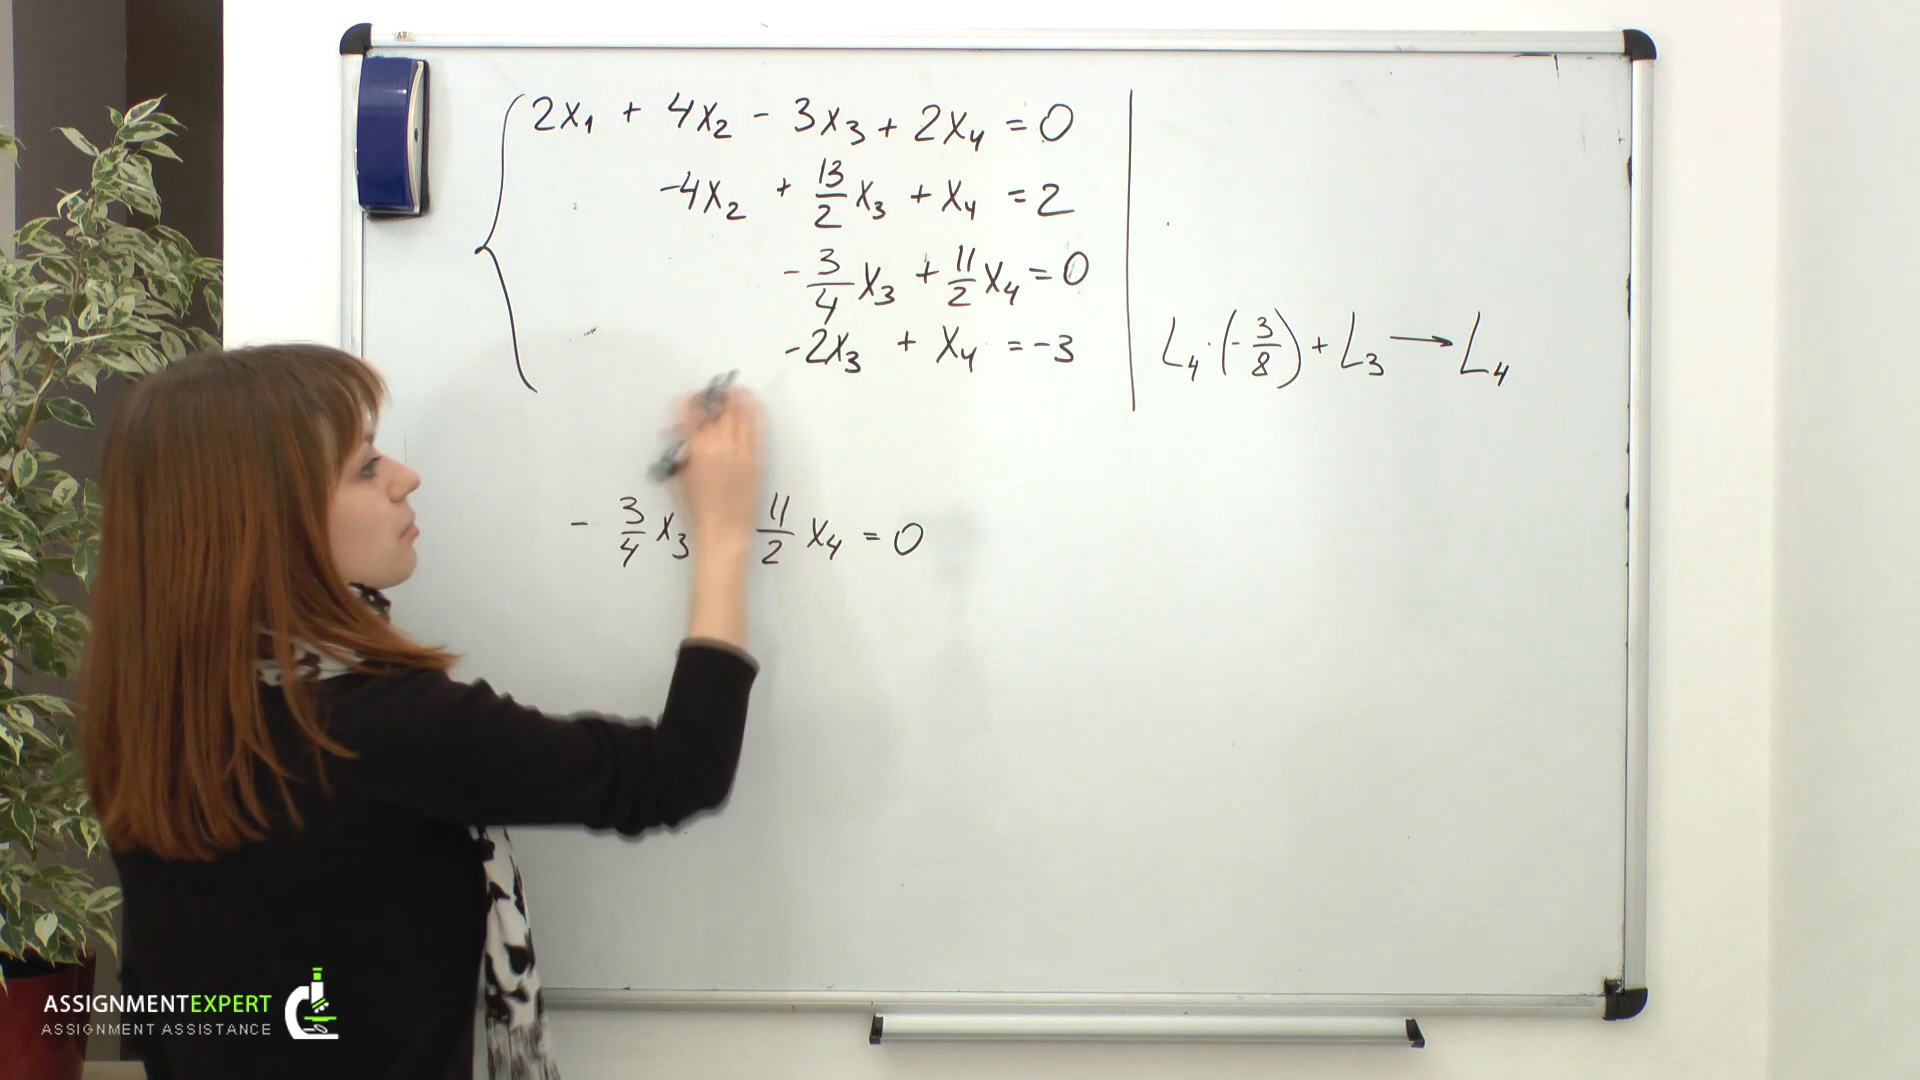 2x₁ + 4x₂ - 3x₃ + 2x₄ = 0
-4x₂ + 13/2 x₃ + x₄ = 2
- 3/4 x₃ + 11/2 x₄ = 0
-2x₃ + x₄ = -3
L₄ · (- 3/8) + L₃ → L₄
- 3/4 x₃ 11/2 x₄ = 0
ASSIGNMENTEXPERT
ASSIGNMENT ASSISTANCE